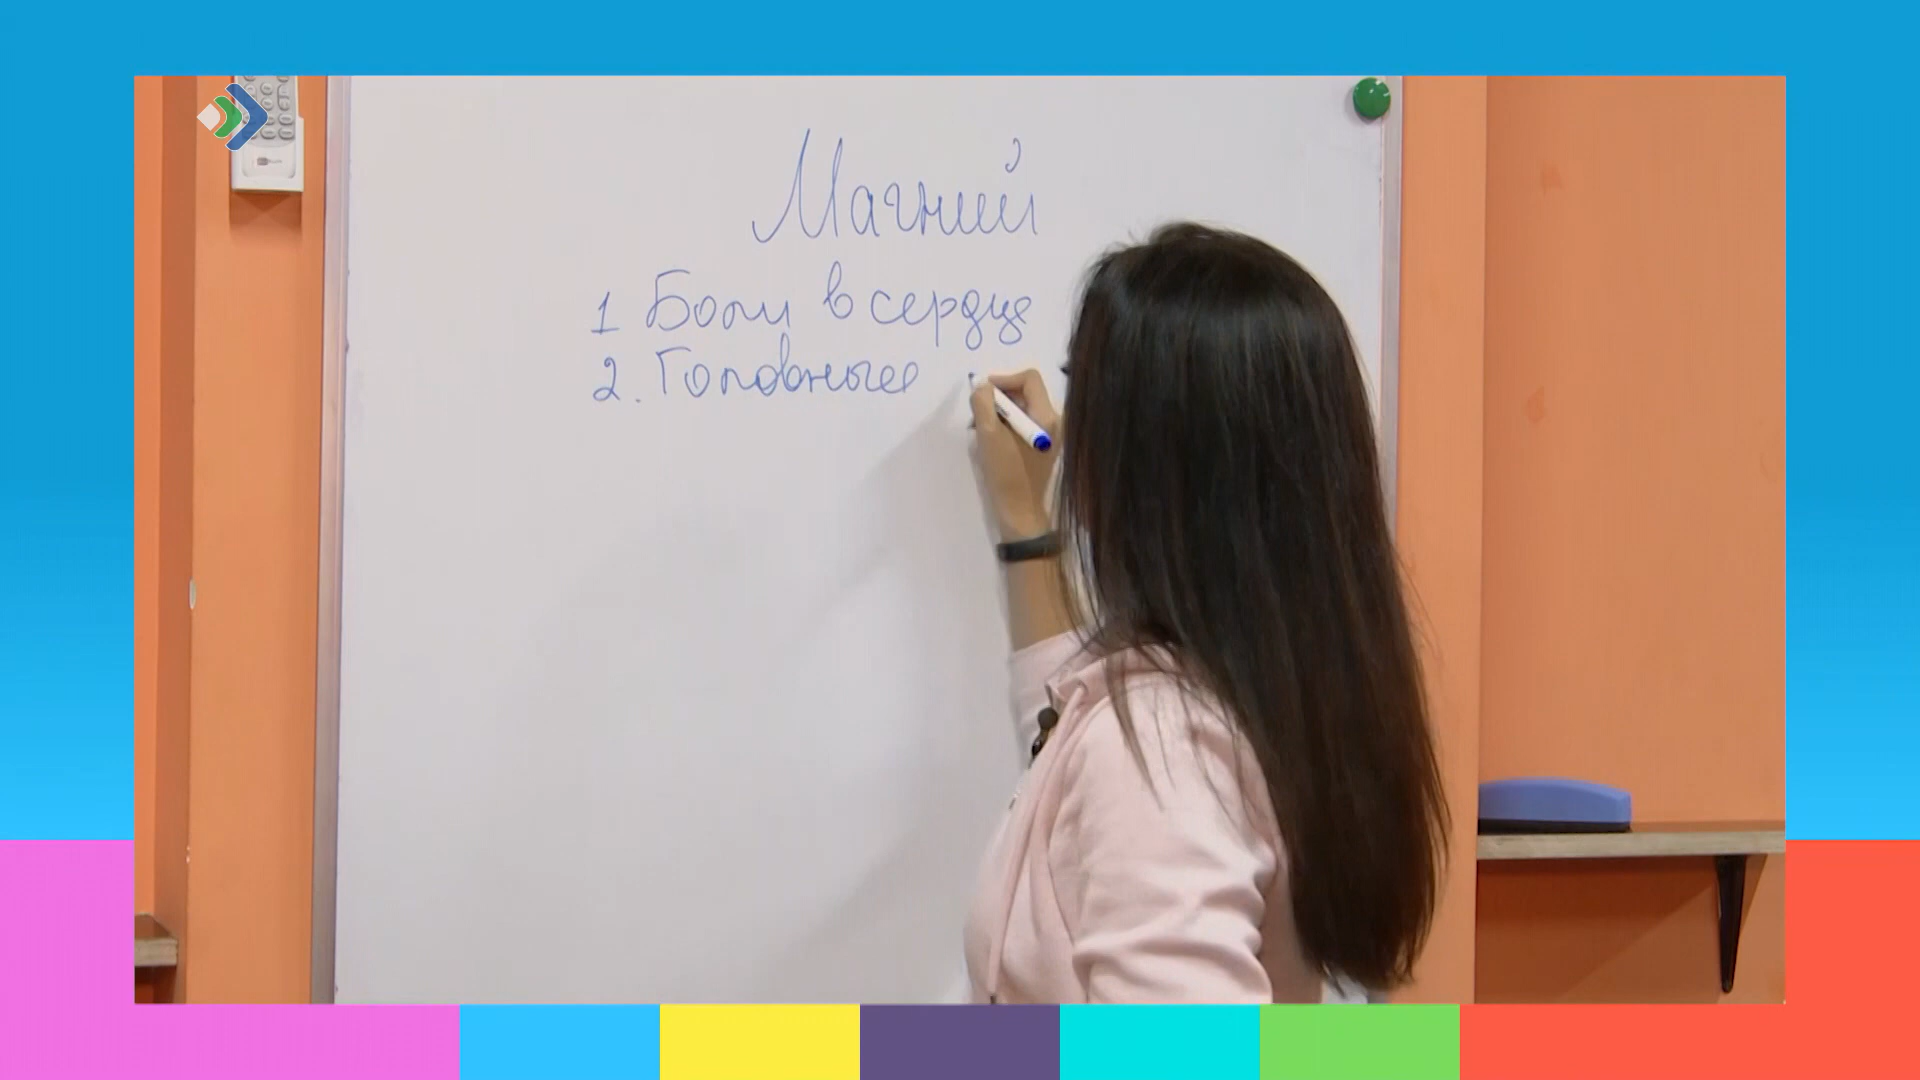 Магний
1 Боли в сердце
2. Головные